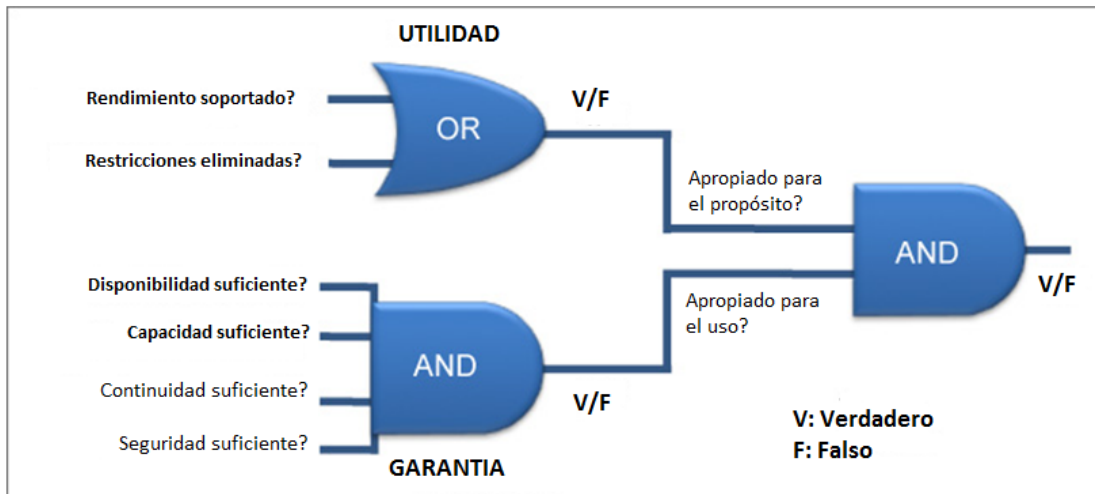 UTILIDAD
Rendimiento soportado?
V/F
OR
Restricciones eliminadas?
Apropiado para
el propósito?
AND
V/F
Disponibilidad suficiente?
Apropiado para
el uso?
Capacidad suficiente?
AND
Continuidad suficiente?
V/F
Seguridad suficiente?
GARANTIA
V: Verdadero
F: Falso